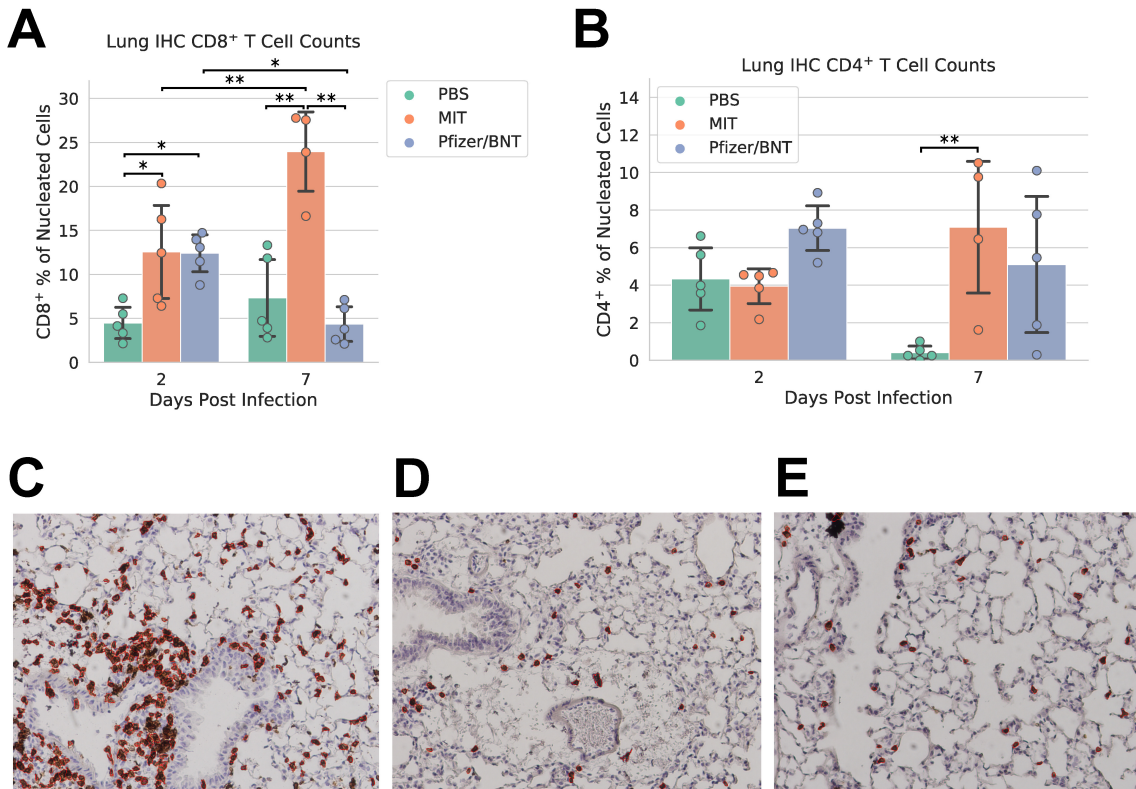 A
Lung IHC CD8⁺ T Cell Counts
*
**
** **
*
*
PBS
MIT
Pfizer/BNT
CD8⁺ % of Nucleated Cells
30
25
20
15
10
5
0
2 7
Days Post Infection
B
Lung IHC CD4⁺ T Cell Counts
PBS
MIT
Pfizer/BNT
**
CD4⁺ % of Nucleated Cells
14
12
10
8
6
4
2
0
2 7
Days Post Infection
C
D
E